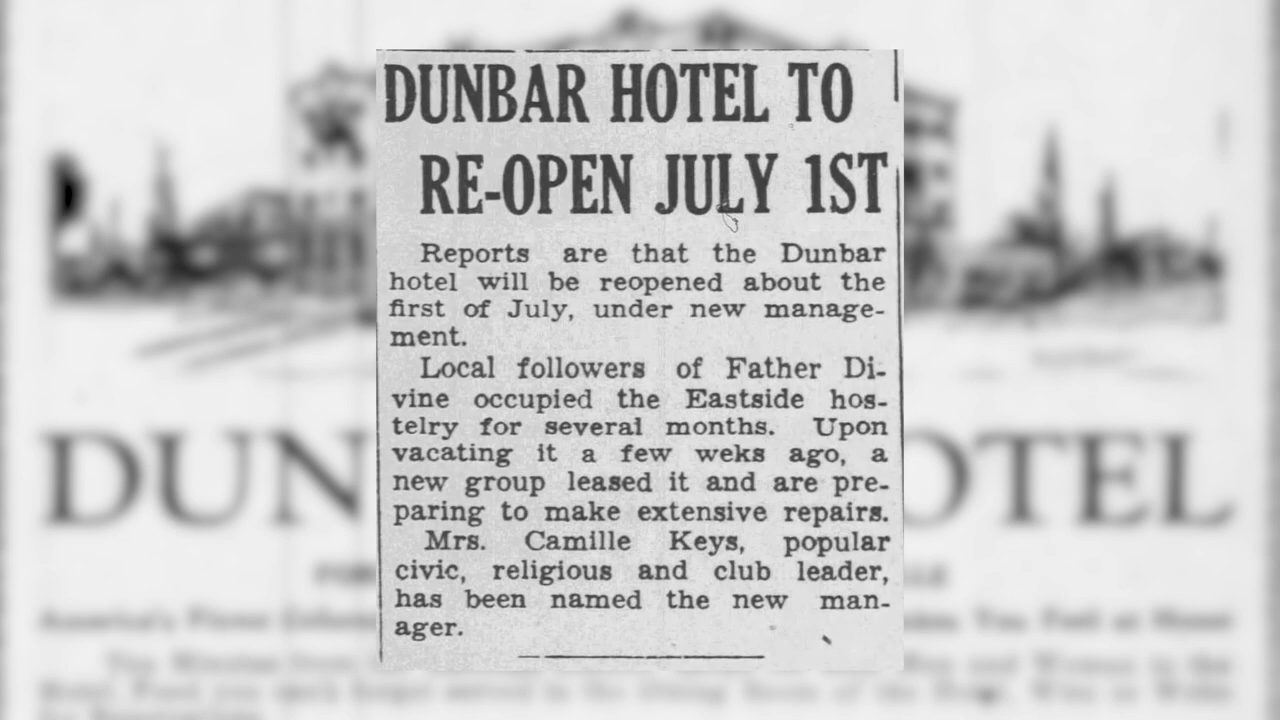 DUNBAR HOTEL TO
RE-OPEN JULY 1ST
Reports are that the Dunbar
hotel will be reopened about the
first of July, under new manage-
ment.
Local followers of Father Di-
vine occupied the Eastside hos-
telry for several months. Upon
vacating it a few weks ago, a
new group leased it and are pre-
paring to make extensive repairs.
Mrs. Camille Keys, popular
civic, religious and club leader,
has been named the new man-
ager.
DUN OTEL